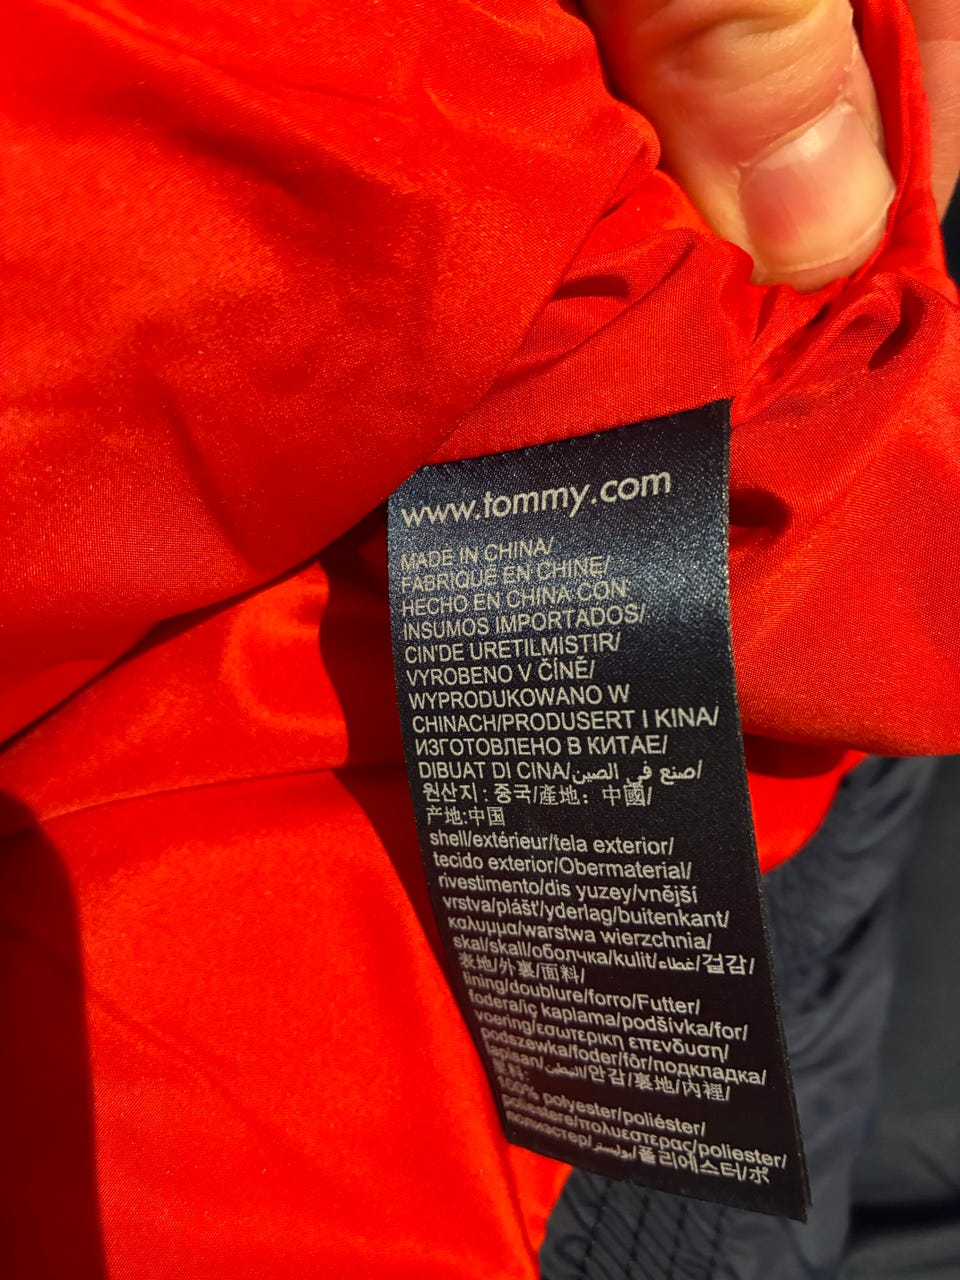 www.tommy.com
MADE IN CHINA/
FABRIQUÉ EN CHINE/
HECHO EN CHINA CON
INSUMOS IMPORTADOS/
CIN'DE URETILMISTIR/
VYROBENO V ČÍNĚ/
WYPRODUKOWANO W
CHINACH/PRODUSERT I KINA/
ИЗГОТОВЛЕНО В КИТАЕ/
DIBUAT DI CINA/صنع في الصين/
원산지: 중국/產地: 中國/
产地:中国
shell/extérieur/tela exterior/
tecido exterior/Obermaterial/
rivestimento/dis yuzey/vnější
vrstva/plášť/yderlag/buitenkant/
καλυμμα/warstwa wierzchnia/
skal/skall/оболчка/kulit/غطاء/겉감/
表地/外裏/面料/
lining/doublure/forro/Futter/
fodera/iç kaplama/podšívka/for/
voering/εσωτερικη επενδυση/
podszewka/foder/fôr/подкладка/
lapisan/التبطين/안감/裏地/內裡/
里料:
100% polyester/poliéster/
poliestere/πολυεστερας/poliester/
полиэстер/بوليستر/폴리에스터/ポ